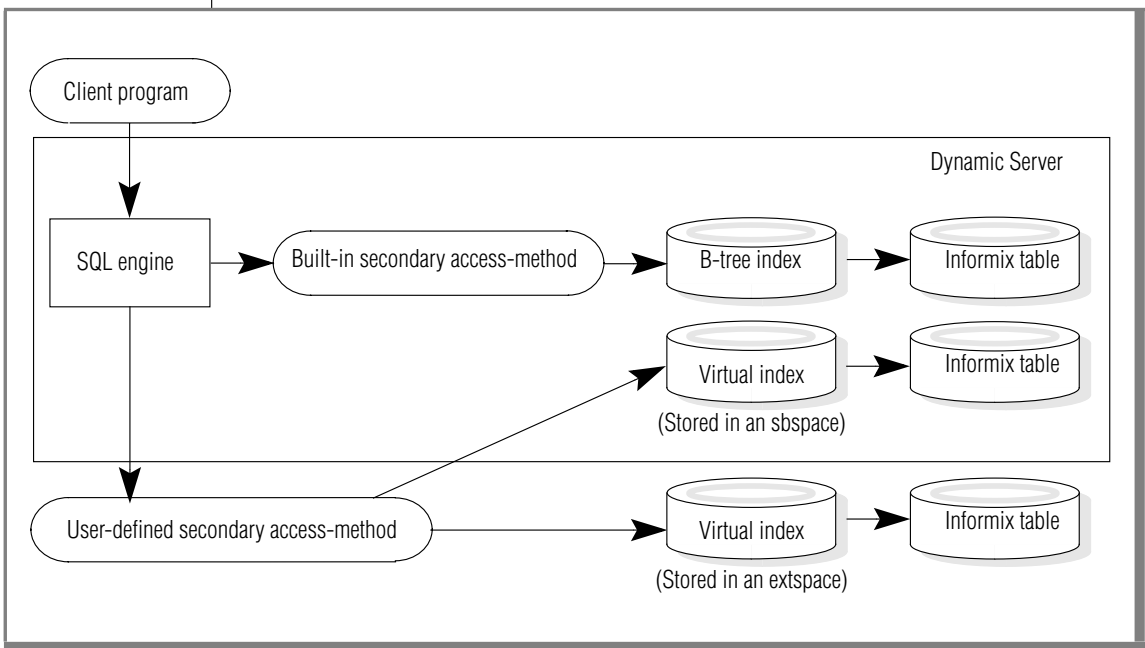 Client program
Dynamic Server
SQL engine
Built-in secondary access-method
B-tree index
Informix table
Virtual index
Informix table
(Stored in an sbspace)
User-defined secondary access-method
Virtual index
Informix table
(Stored in an extspace)